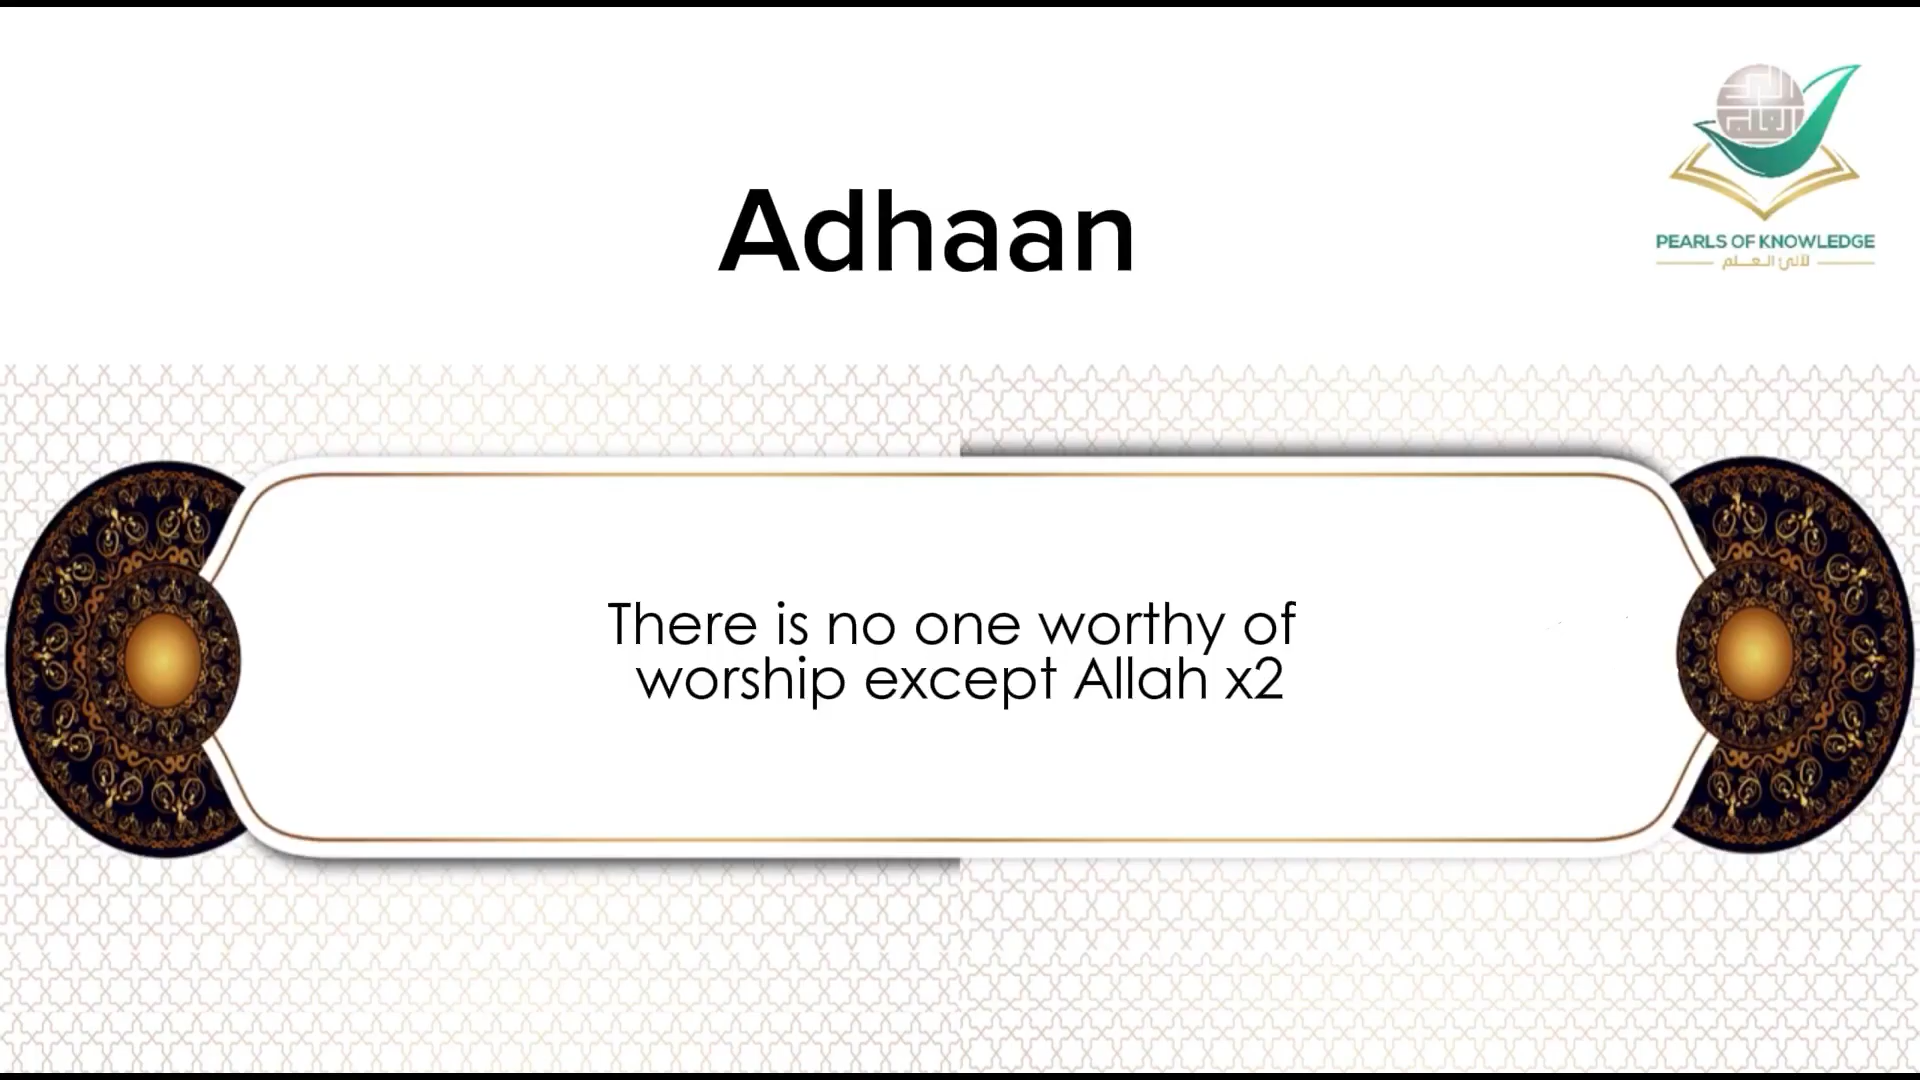 Adhaan
PEARLS OF KNOWLEDGE
لآلئ العلم
There is no one worthy of
worship except Allah x2